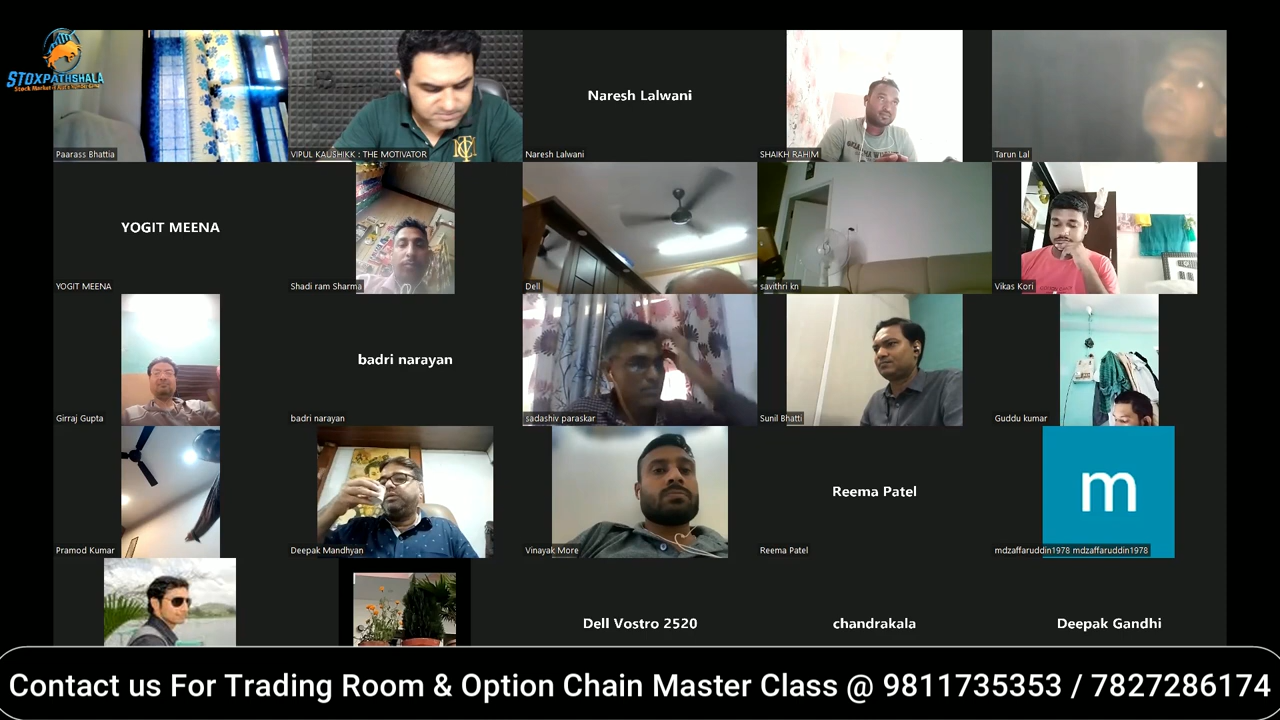 STOXPATHSHALA
Paarass Bhattia
VIPUL KAUSHIKK : THE MOTIVATOR
Naresh Lalwani
Naresh Lalwani
SHAIKH RAHIM
Tarun Lal
YOGIT MEENA
YOGIT MEENA
Shadi ram Sharma
Dell
savithri kn
Vikas Kori
Girraj Gupta
badri narayan
badri narayan
sadashiv paraskar
Sunil Bhatti
Guddu kumar
Pramod Kumar
Deepak Mandhyan
Vinayak More
Reema Patel
Reema Patel
m
mdzaffaruddin1978 mdzaffaruddin1978
Dell Vostro 2520
chandrakala
Deepak Gandhi
Contact us For Trading Room & Option Chain Master Class @ 9811735353 / 7827286174